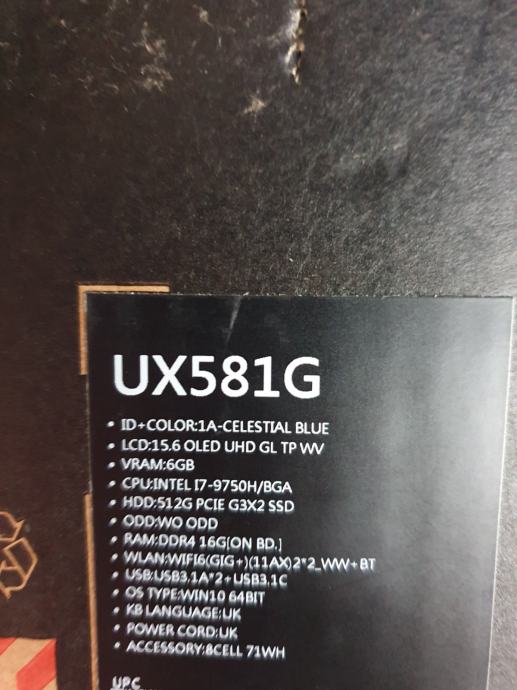 UX581G
• ID+COLOR:1A-CELESTIAL BLUE
• LCD:15.6 OLED UHD GL TP WV
• VRAM:6GB
• CPU:INTEL I7-9750H/BGA
• HDD:512G PCIE G3X2 SSD
• ODD:WO ODD
• RAM:DDR4 16G[ON BD.]
• WLAN:WIFI6(GIG+)(11AX)2*2_WW+BT
• USB:USB3.1A*2+USB3.1C
• OS TYPE:WIN10 64BIT
• KB LANGUAGE:UK
• POWER CORD:UK
• ACCESSORY:8CELL 71WH
UPC